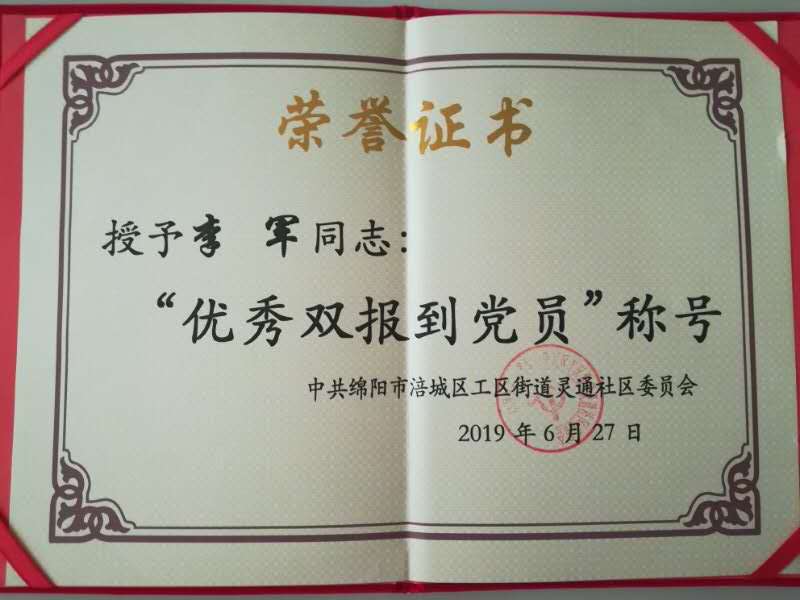 荣誉证书
授予李 军同志：
“优秀双报到党员”称号
中共绵阳市涪城区工区街道灵通社区委员会
2019 年 6 月 27 日